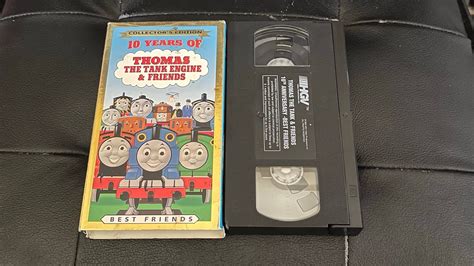 COLLECTOR'S EDITION
10 YEARS OF
THOMAS
THE TANK ENGINE
& FRIENDS
BEST FRIENDS
HGV
THOMAS THE TANK & FRIENDS
10TH ANNIVERSARY - BEST FRIENDS